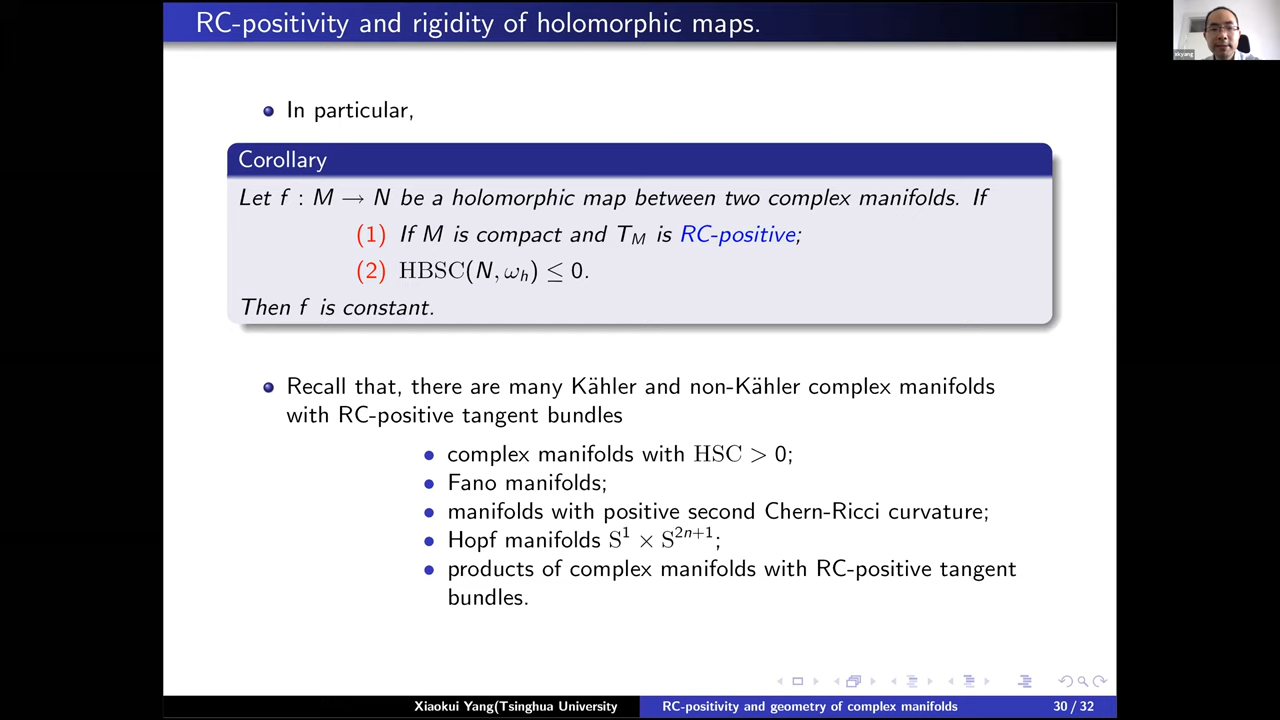 RC-positivity and rigidity of holomorphic maps.
skyang
In particular,
Corollary
Let f : M → N be a holomorphic map between two complex manifolds. If
(1) If M is compact and T_M is RC-positive;
(2) HBSC(N, ω_h) ≤ 0.
Then f is constant.
Recall that, there are many Kähler and non-Kähler complex manifolds
with RC-positive tangent bundles
complex manifolds with HSC > 0;
Fano manifolds;
manifolds with positive second Chern-Ricci curvature;
Hopf manifolds S^1 × S^{2n+1};
products of complex manifolds with RC-positive tangent
bundles.
Xiaokui Yang(Tsinghua University
RC-positivity and geometry of complex manifolds
30 / 32